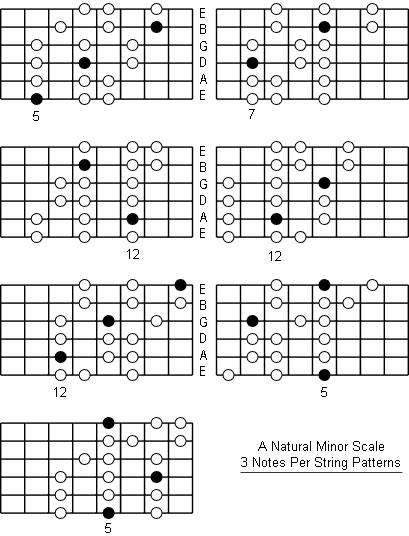 E
B
G
D
A
E
5
7
E
B
G
D
A
E
12
12
E
B
G
D
A
E
12
5
A Natural Minor Scale
3 Notes Per String Patterns
5